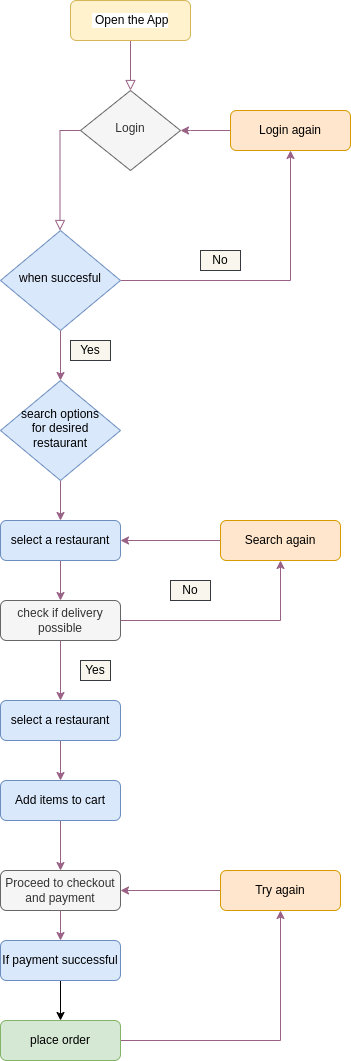 Open the App
Login
Login again
when succesful
No
Yes
search options
for desired
restaurant
select a restaurant
Search again
No
check if delivery
possible
Yes
select a restaurant
Add items to cart
Proceed to checkout
and payment
Try again
If payment successful
place order